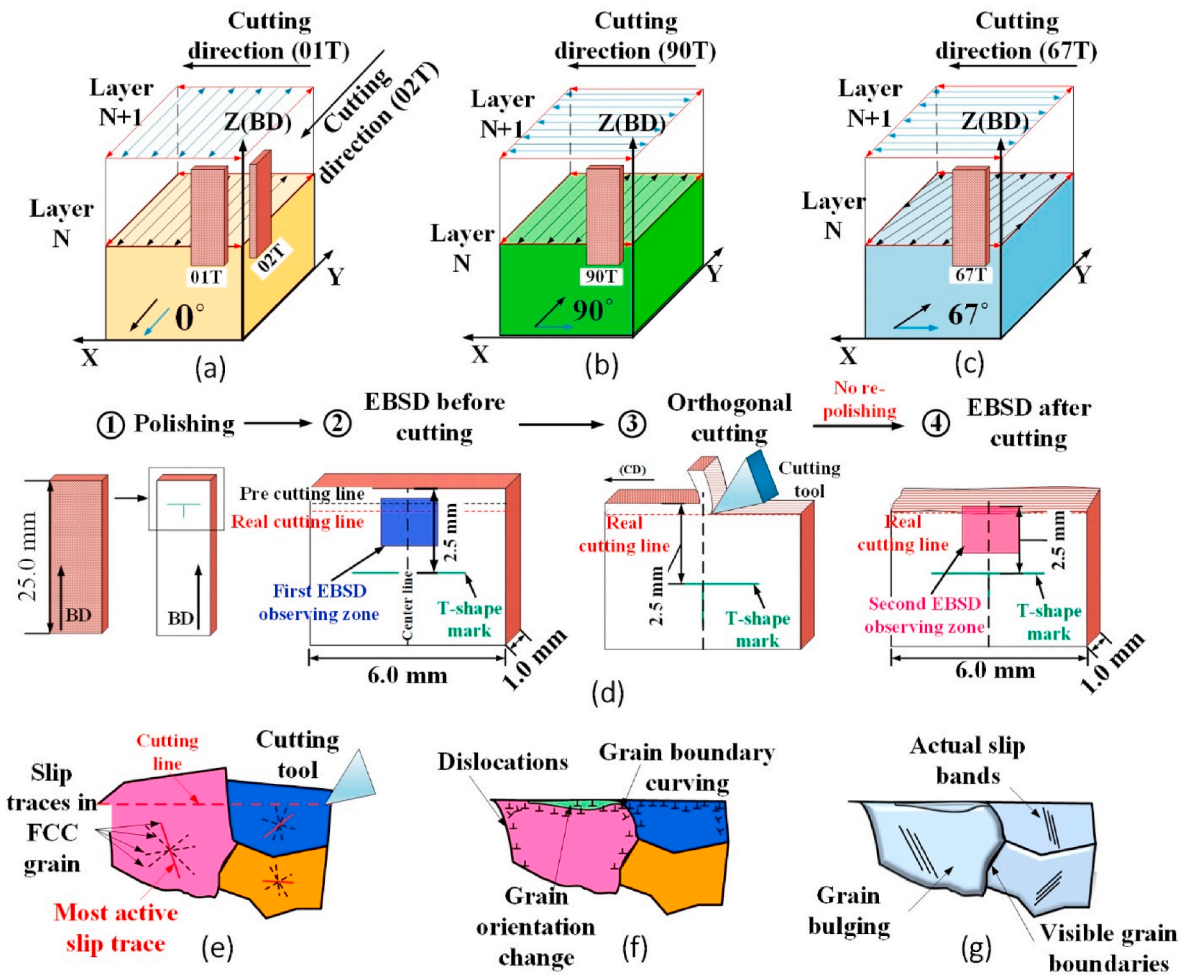 Cutting
direction (01T)
Layer
N+1
Z(BD)
Cutting
direction (02T)
Layer
N
01T
02T
Y
0°
X
(a)
Cutting
direction (90T)
Layer
N+1
Z(BD)
Layer
N
90T
Y
90°
X
(b)
Cutting
direction (67T)
Layer
N+1
Z(BD)
Layer
N
67T
Y
67°
X
(c)
① Polishing
② EBSD before
cutting
③ Orthogonal
cutting
No re-
polishing
④ EBSD after
cutting
25.0 mm
BD
BD
Pre cutting line
Real cutting line
2.5 mm
First EBSD
observing zone
Center line
T-shape
mark
6.0 mm
1.0 mm
(CD)
Cutting
tool
Real
cutting line
2.5 mm
T-shape
mark
Real
cutting line
2.5 mm
Second EBSD
observing zone
T-shape
mark
6.0 mm
1.0 mm
(d)
Cutting
line
Cutting
tool
Slip
traces in
FCC
grain
Most active
slip trace
(e)
Dislocations
Grain boundary
curving
Grain
orientation
change
(f)
Actual slip
bands
Grain
bulging
Visible grain
boundaries
(g)